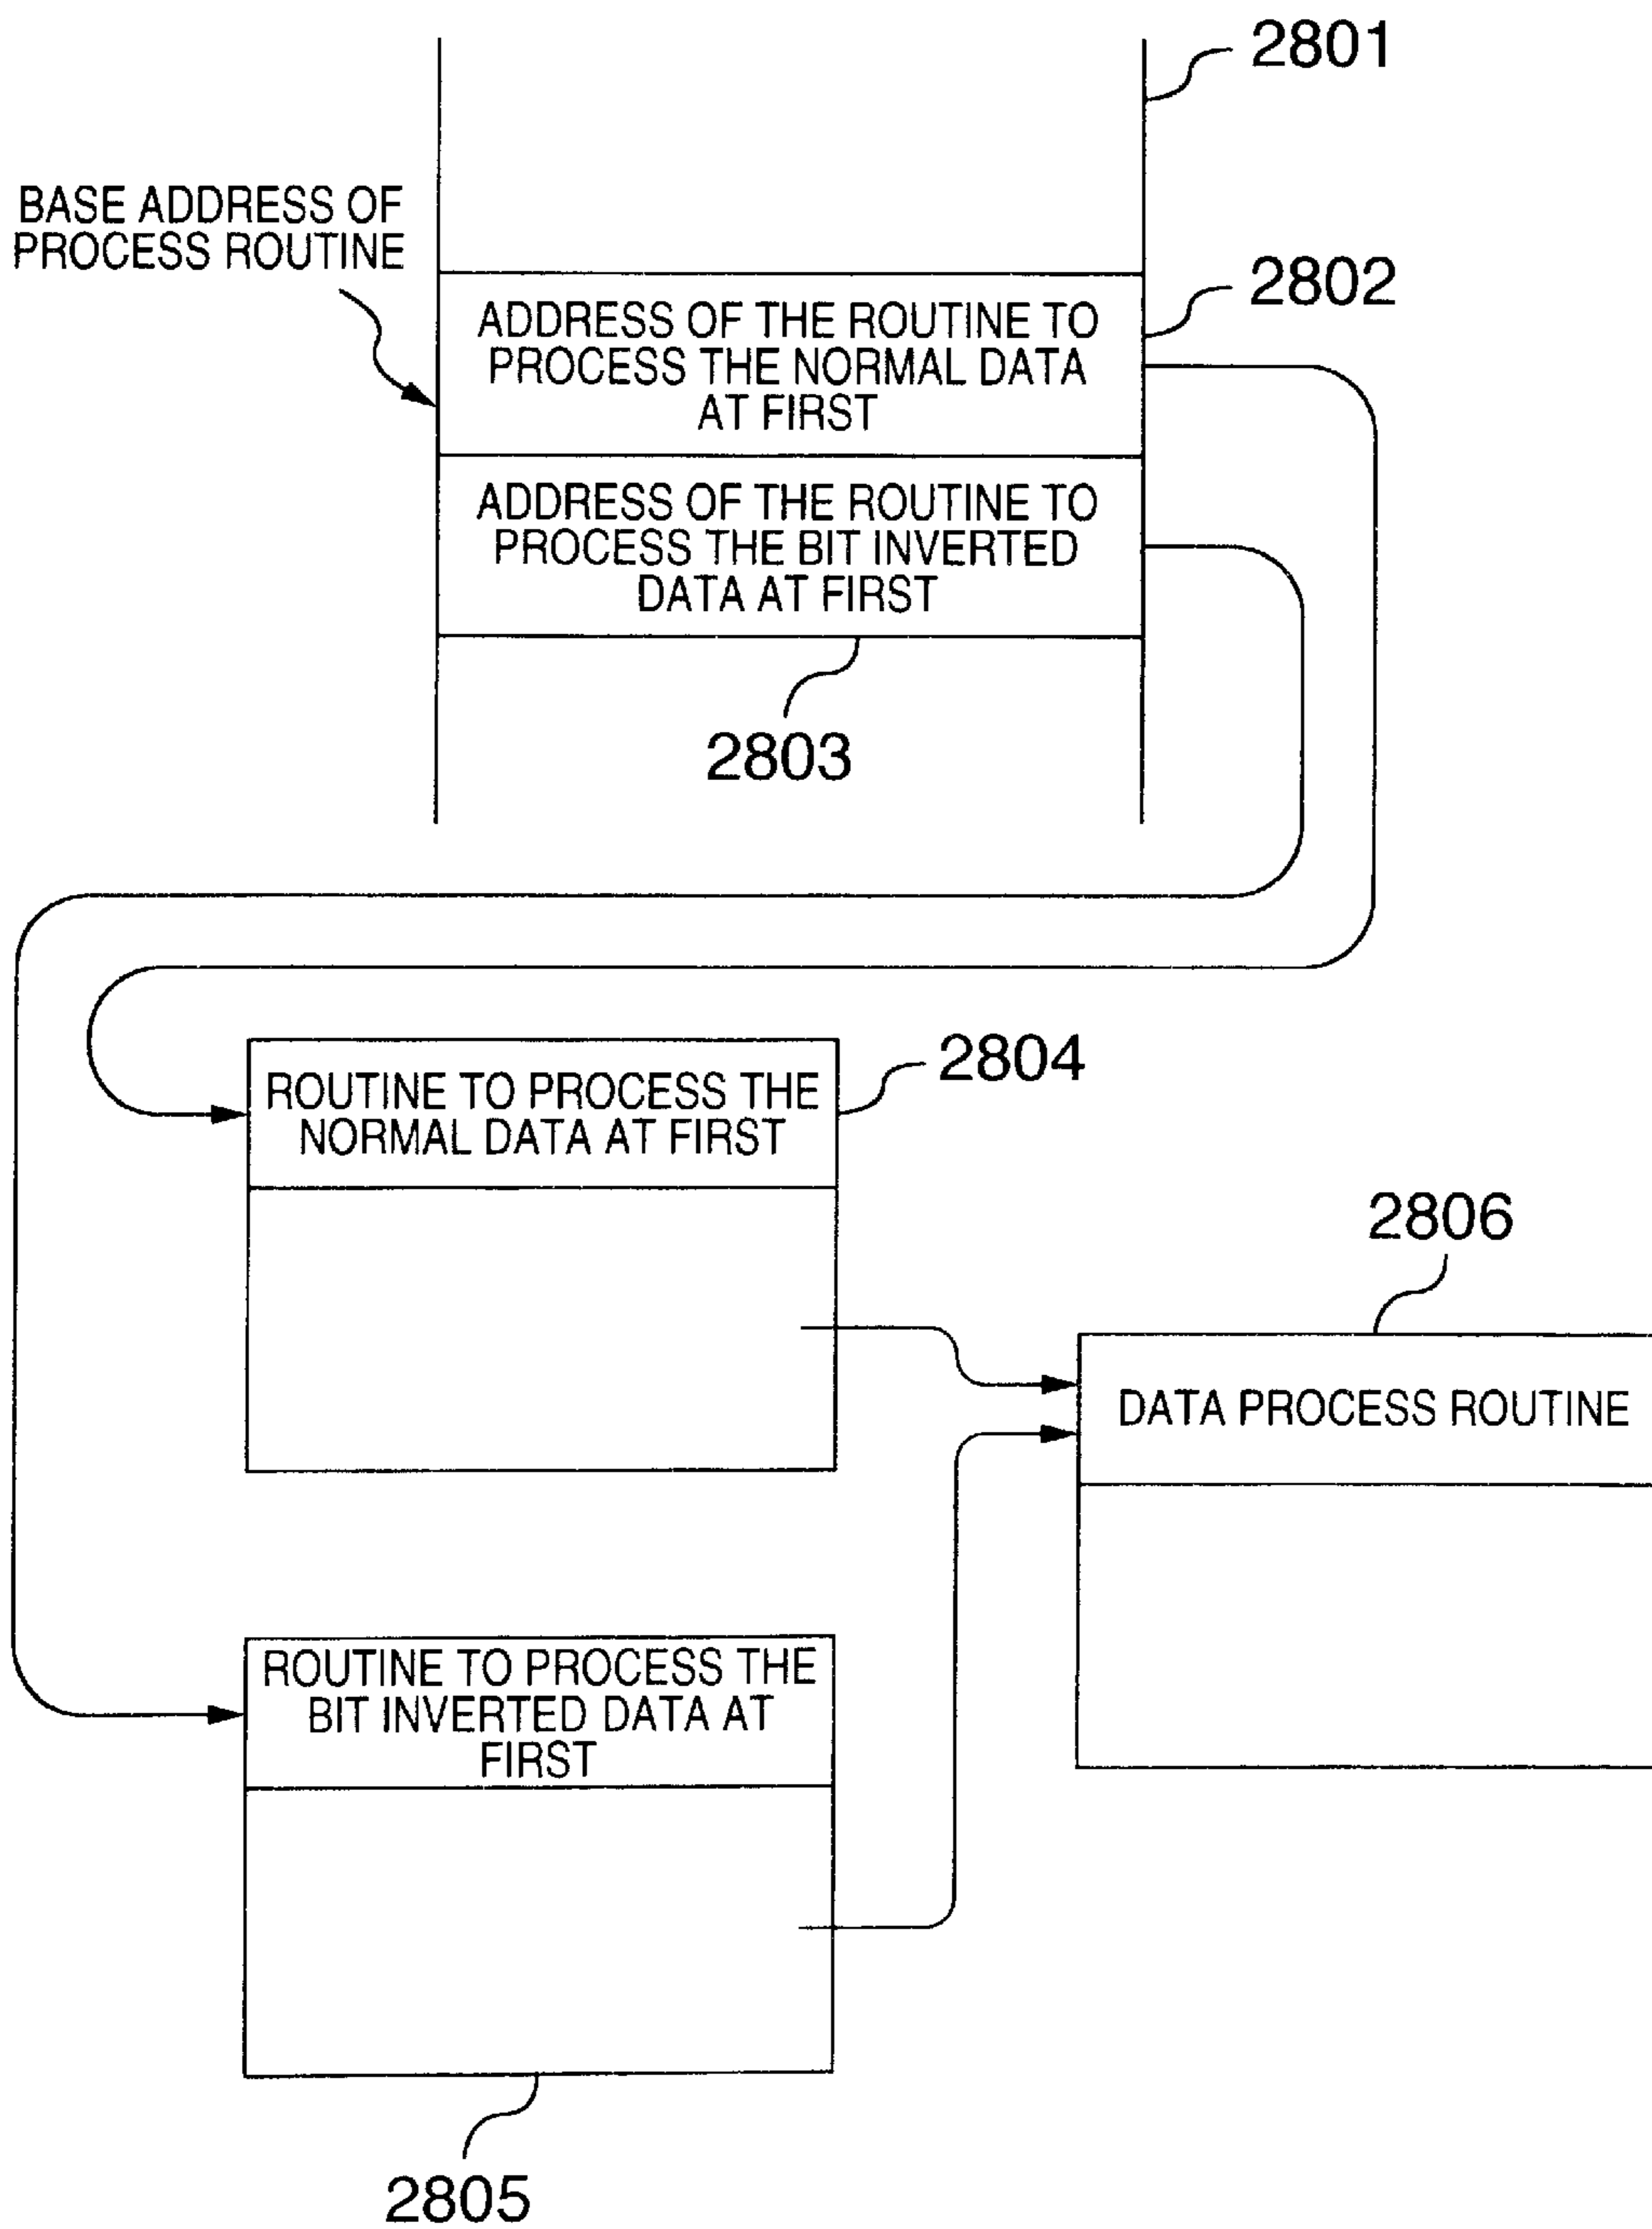 2801
BASE ADDRESS OF
PROCESS ROUTINE
2802
ADDRESS OF THE ROUTINE TO
PROCESS THE NORMAL DATA
AT FIRST
ADDRESS OF THE ROUTINE TO
PROCESS THE BIT INVERTED
DATA AT FIRST
2803
2804
ROUTINE TO PROCESS THE
NORMAL DATA AT FIRST
2806
DATA PROCESS ROUTINE
ROUTINE TO PROCESS THE
BIT INVERTED DATA AT
FIRST
2805